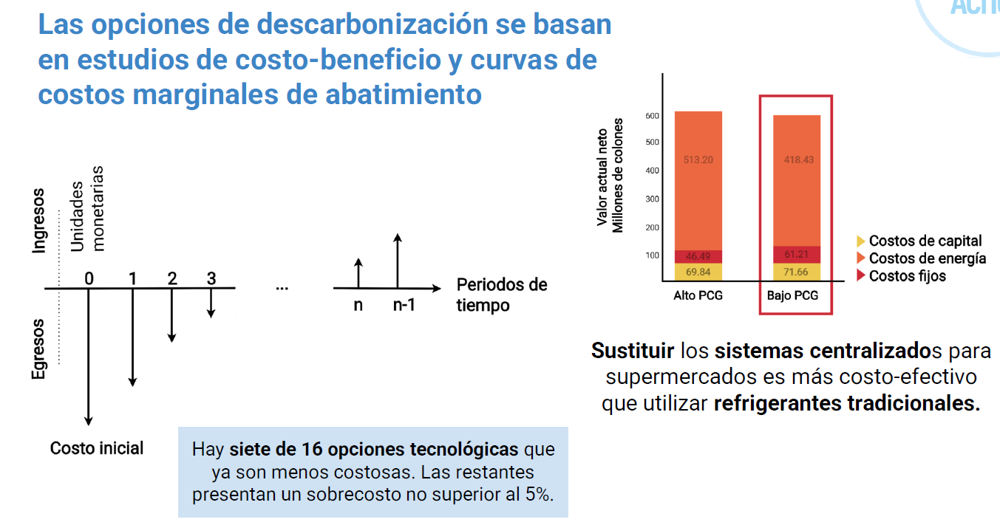 Las opciones de descarbonización se basan
en estudios de costo-beneficio y curvas de
costos marginales de abatimiento
Ingresos
Unidades
monetarias
Egresos
0 1 2 3
...
n n-1
Periodos de
tiempo
Costo inicial
Hay siete de 16 opciones tecnológicas que
ya son menos costosas. Las restantes
presentan un sobrecosto no superior al 5%.
Valor actual neto
Millones de colones
600
500
400
300
200
100
513.20
46.49
69.84
418.43
61.21
71.66
Alto PCG
Bajo PCG
Costos de capital
Costos de energía
Costos fijos
Sustituir los sistemas centralizados para
supermercados es más costo-efectivo
que utilizar refrigerantes tradicionales.